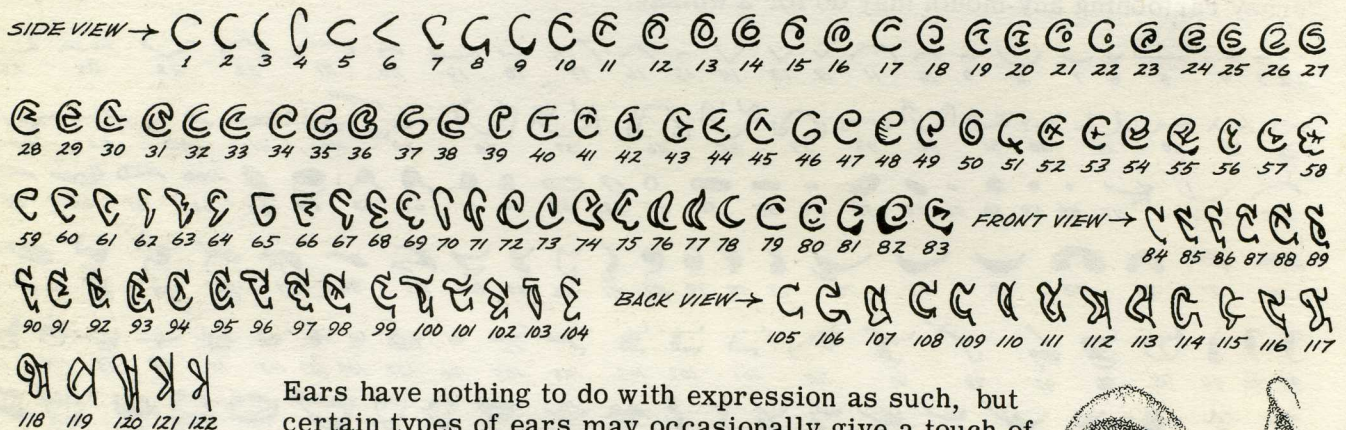 SIDE VIEW→ 1 2 3 4 5 6 7 8 9 10 11 12 13 14 15 16 17 18 19 20 21 22 23 24 25 26 27
28 29 30 31 32 33 34 35 36 37 38 39 40 41 42 43 44 45 46 47 48 49 50 51 52 53 54 55 56 57 58
59 60 61 62 63 64 65 66 67 68 69 70 71 72 73 74 75 76 77 78 79 80 81 82 83 FRONT VIEW→ 84 85 86 87 88 89
90 91 92 93 94 95 96 97 98 99 100 101 102 103 104 BACK VIEW→ 105 106 107 108 109 110 111 112 113 114 115 116 117
118 119 120 121 122
Ears have nothing to do with expression as such, but
certain types of ears may occasionally give a touch of